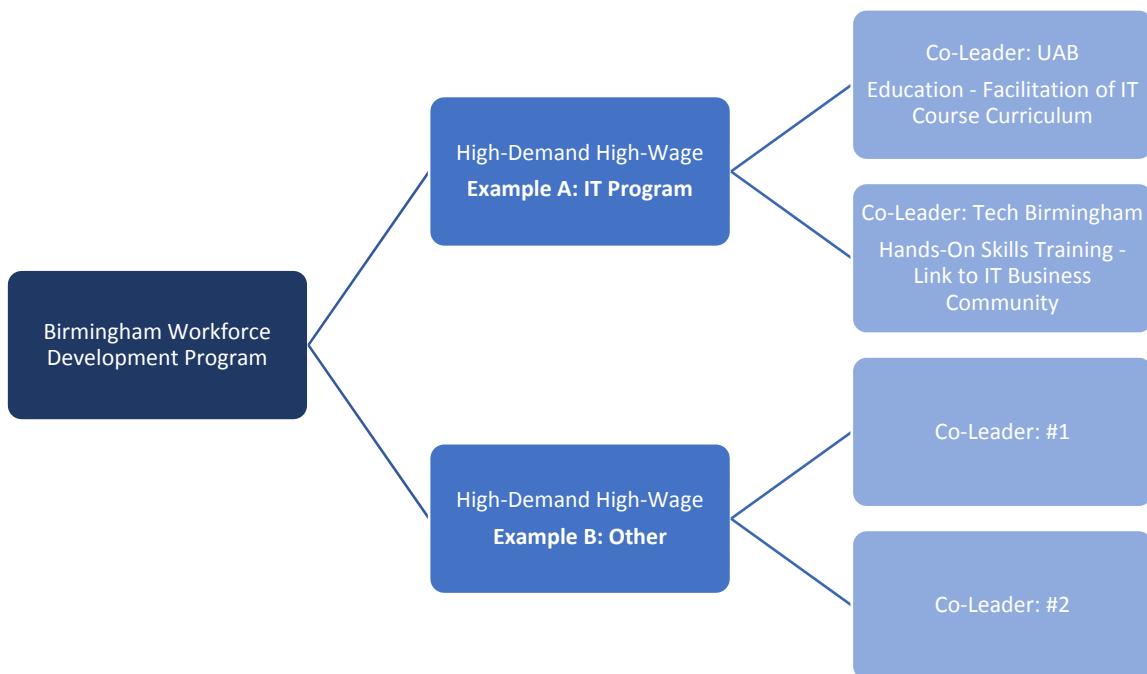 Birmingham Workforce
Development Program
High-Demand High-Wage
Example A: IT Program
Co-Leader: UAB
Education - Facilitation of IT
Course Curriculum
Co-Leader: Tech Birmingham
Hands-On Skills Training -
Link to IT Business
Community
High-Demand High-Wage
Example B: Other
Co-Leader: #1
Co-Leader: #2